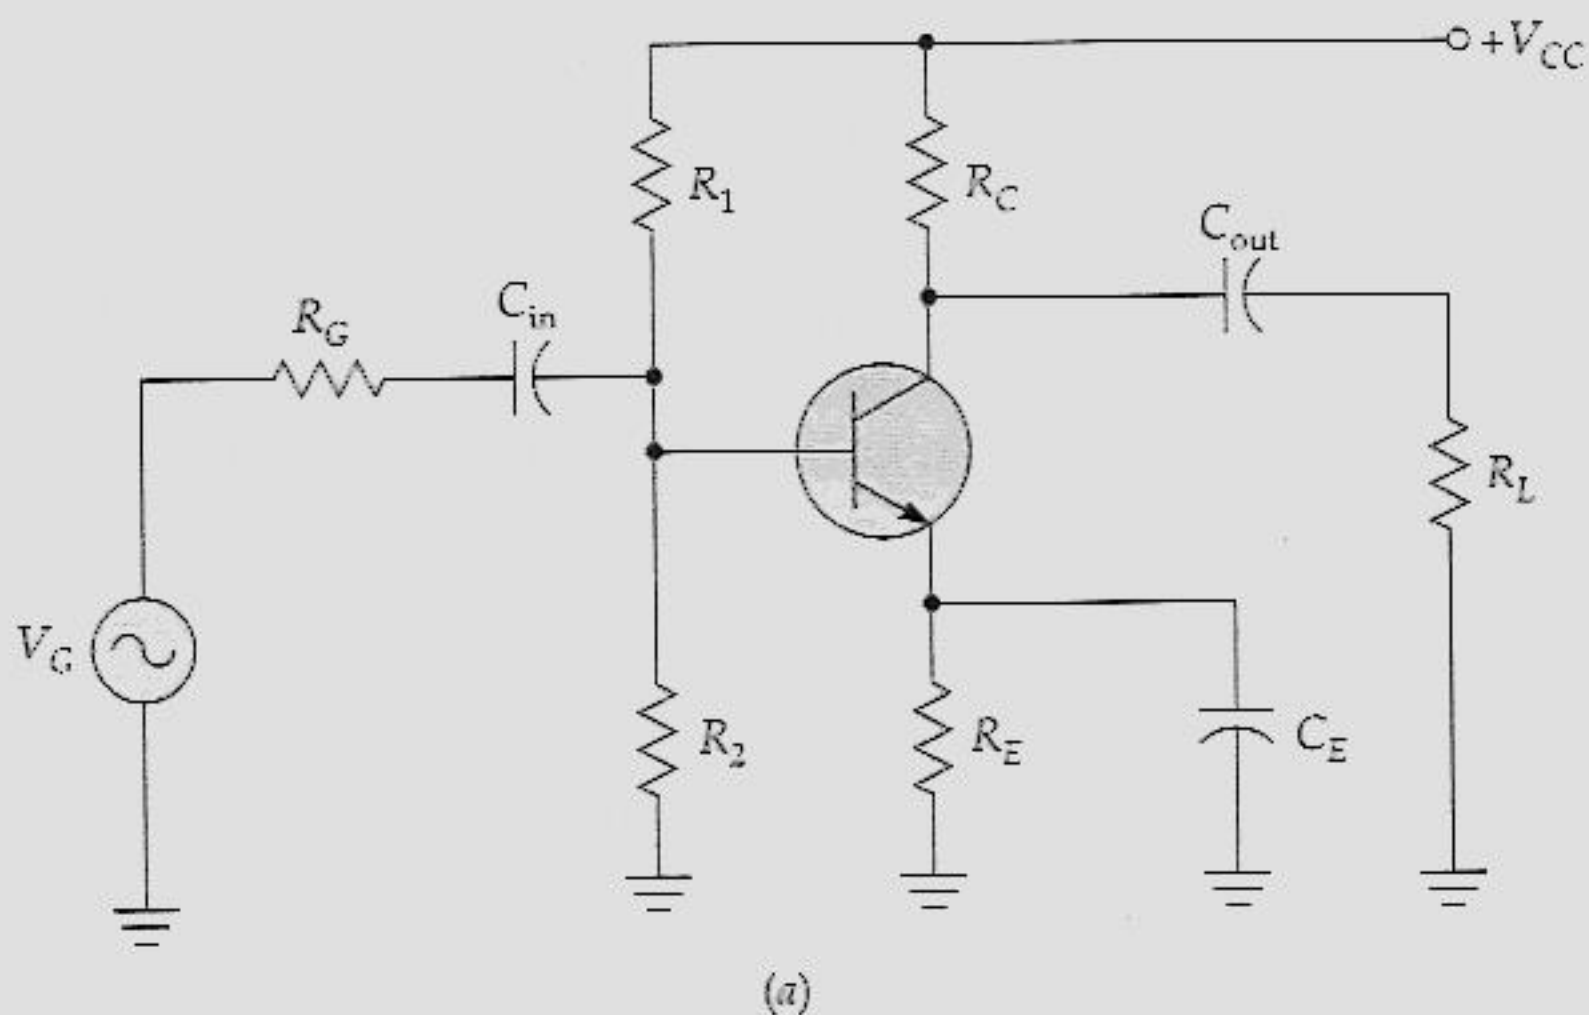 +V_CC
R_1
R_C
C_out
C_in
R_G
R_L
V_G
R_2
R_E
C_E
(a)